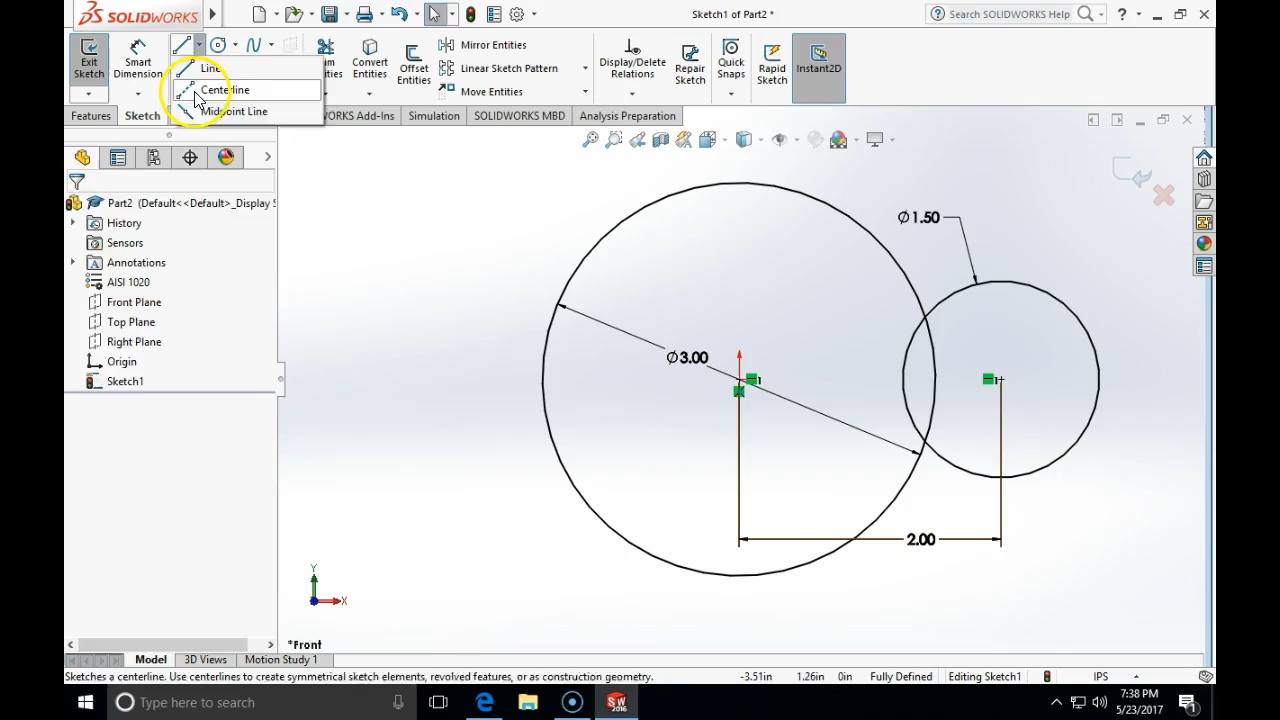 SOLIDWORKS
Sketch1 of Part2 *
Search SOLIDWORKS Help
?
Exit Sketch
Smart Dimension
Convert Entities
Offset Entities
Mirror Entities
Linear Sketch Pattern
Move Entities
Display/Delete Relations
Repair Sketch
Quick Snaps
Rapid Sketch
Instant2D
Line
Centerline
Midpoint Line
Features
Sketch
WORKS Add-Ins
Simulation
SOLIDWORKS MBD
Analysis Preparation
Part2 (Default<<Default>_Display S
History
Sensors
Annotations
AISI 1020
Front Plane
Top Plane
Right Plane
Origin
Sketch1
Ø1.50
Ø3.00
1
1
2.00
Y
X
*Front
Model
3D Views
Motion Study 1
Sketches a centerline. Use centerlines to create symmetrical sketch elements, revolved features, or as construction geometry.
-3.51in
1.26in
0in
Fully Defined
Editing Sketch1
IPS
Type here to search
SW
2016
7:38 PM
5/23/2017
1